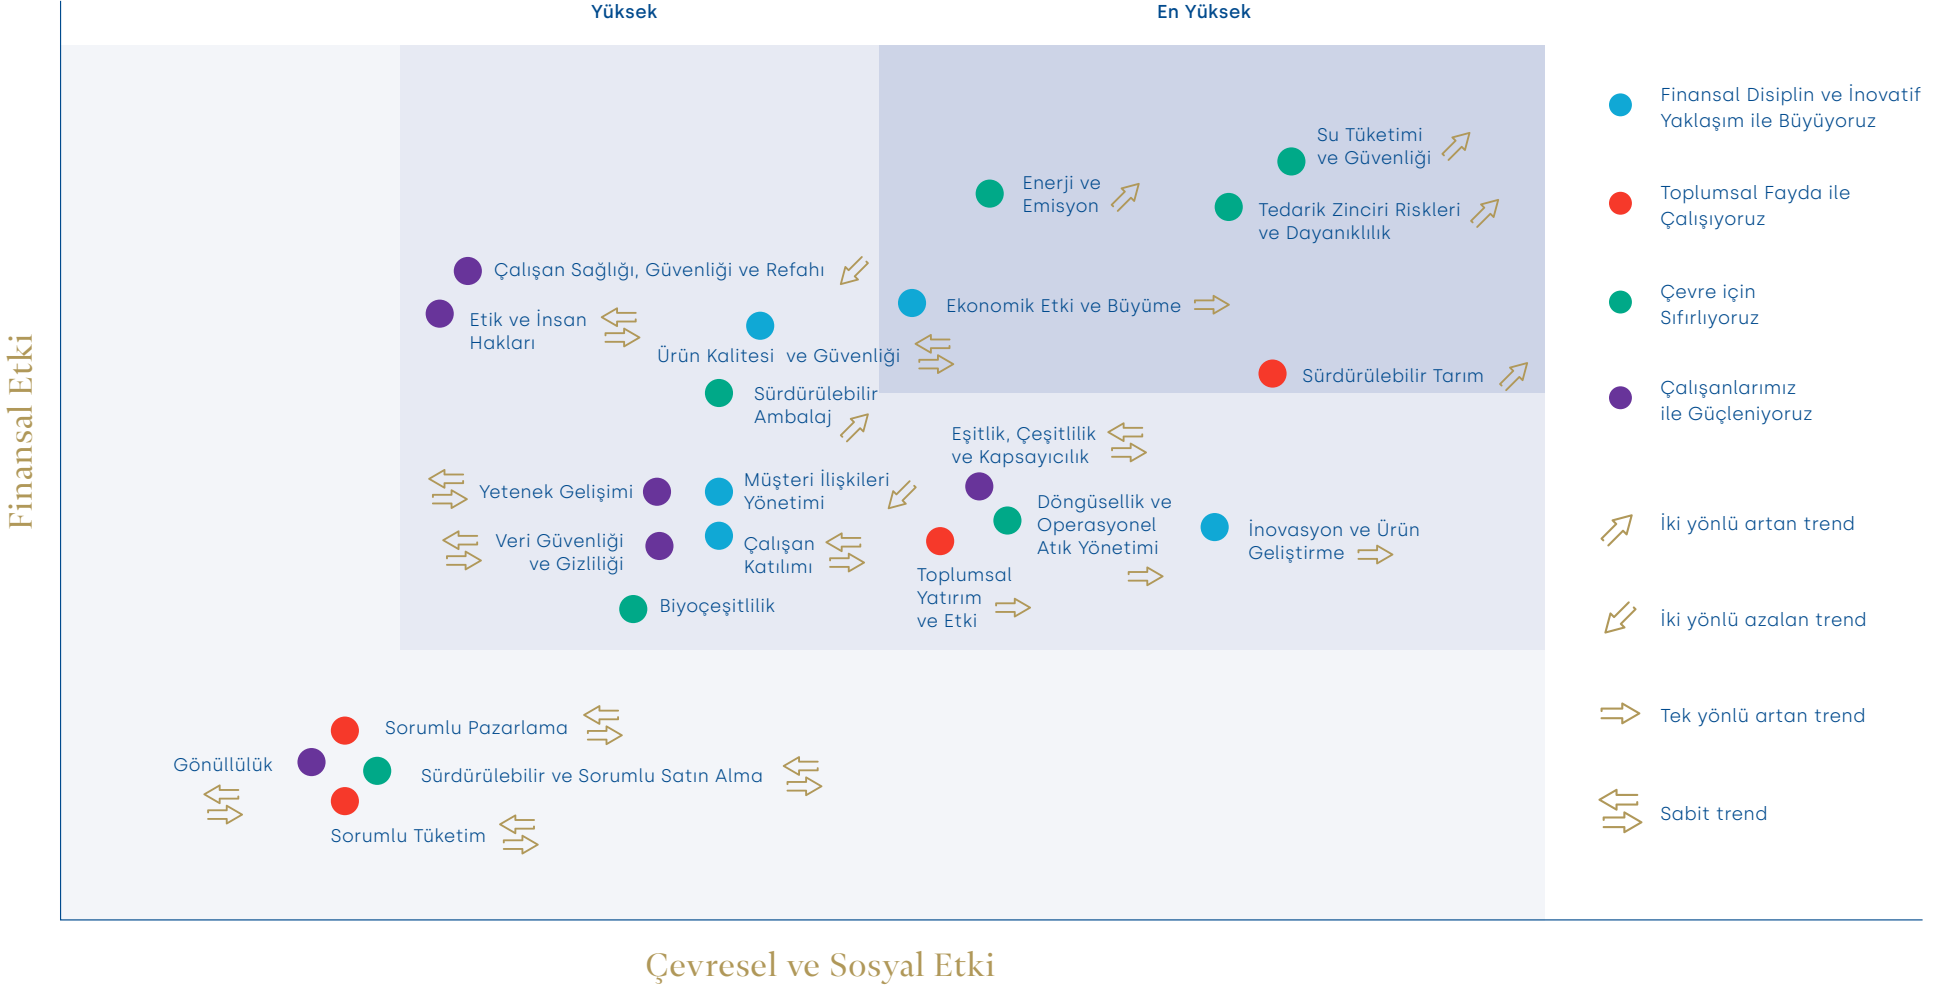 Yüksek
En Yüksek
Finansal Etki
Su Tüketimi
ve Güvenliği
Enerji ve
Emisyon
Tedarik Zinciri Riskleri
ve Dayanıklılık
Çalışan Sağlığı, Güvenliği ve Refahı
Etik ve İnsan
Hakları
Ekonomik Etki ve Büyüme
Ürün Kalitesi ve Güvenliği
Sürdürülebilir Tarım
Sürdürülebilir
Ambalaj
Eşitlik, Çeşitlilik
ve Kapsayıcılık
Yetenek Gelişimi
Müşteri İlişkileri
Yönetimi
Döngüsellik ve
Operasyonel
Atık Yönetimi
İnovasyon ve Ürün
Geliştirme
Veri Güvenliği
ve Gizliliği
Çalışan
Katılımı
Toplumsal
Yatırım
ve Etki
Biyoçeşitlilik
Sorumlu Pazarlama
Gönüllülük
Sürdürülebilir ve Sorumlu Satın Alma
Sorumlu Tüketim
Çevresel ve Sosyal Etki
Finansal Disiplin ve İnovatif
Yaklaşım ile Büyüyoruz
Toplumsal Fayda ile
Çalışıyoruz
Çevre için
Sıfırlıyoruz
Çalışanlarımız
ile Güçleniyoruz
İki yönlü artan trend
İki yönlü azalan trend
Tek yönlü artan trend
Sabit trend